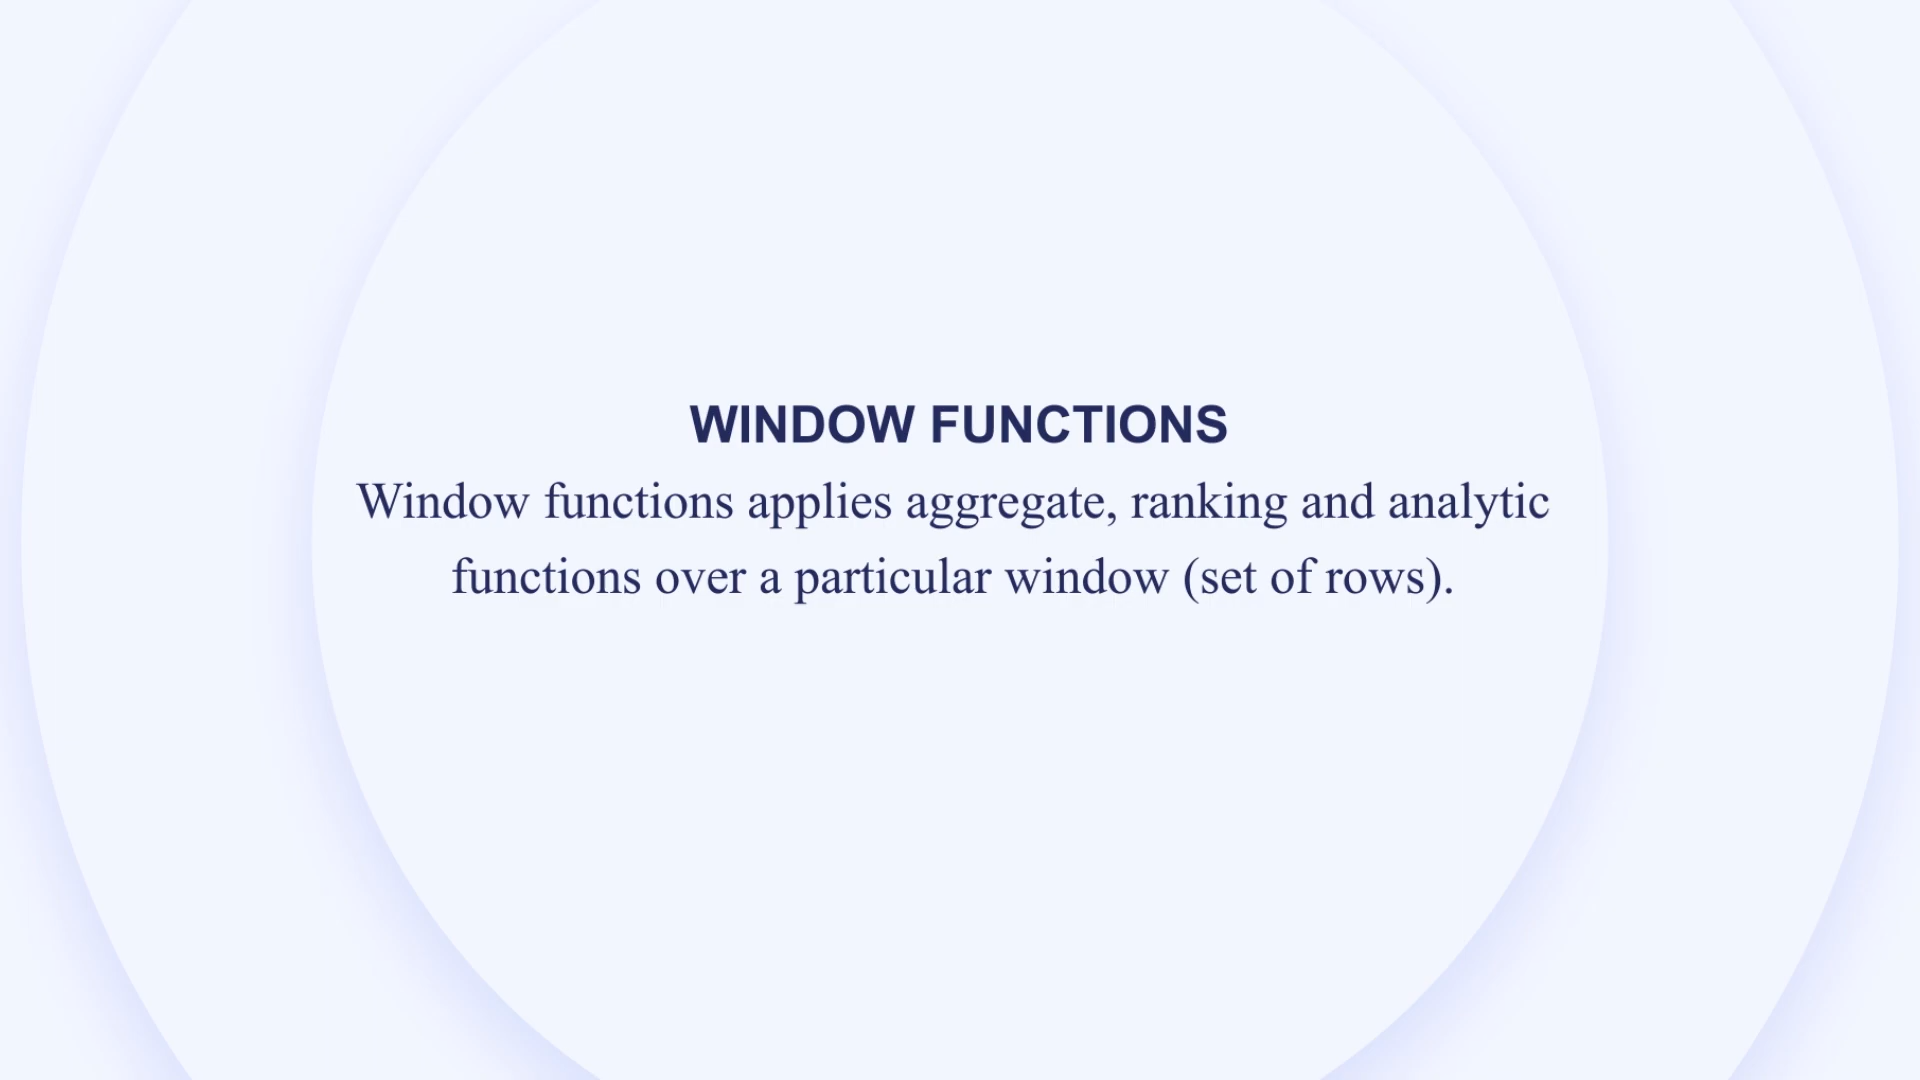 WINDOW FUNCTIONS
Window functions applies aggregate, ranking and analytic
functions over a particular window (set of rows).